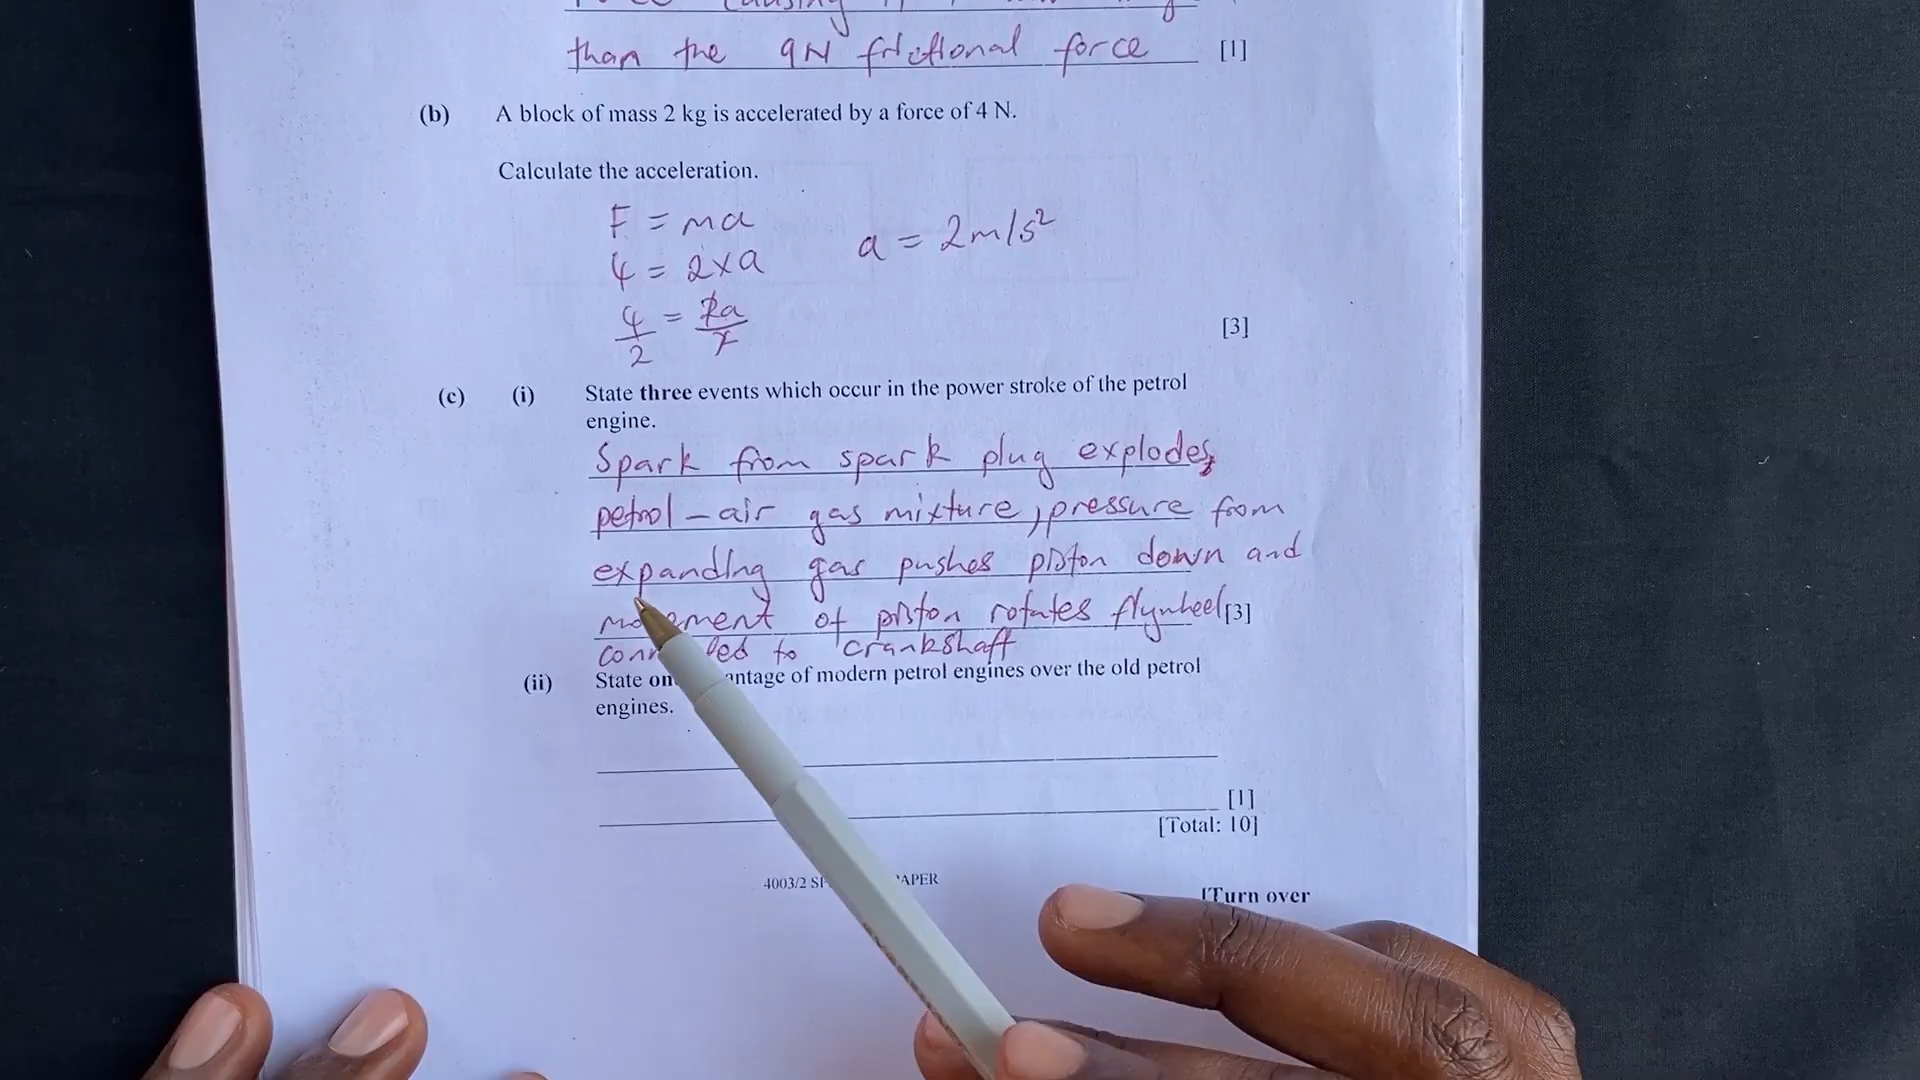 causing
than the 9N frictional force [1]
(b) A block of mass 2 kg is accelerated by a force of 4 N.
Calculate the acceleration.
F = ma
4 = 2×a
4/2 = 2a/2
a = 2m/s²
[3]
(c) (i) State three events which occur in the power stroke of the petrol
engine.
Spark from spark plug explodes
petrol-air gas mixture, pressure from
expanding gas pushes piston down and
of piston rotates flywheel [3]
to crankshaft
(ii) State of modern petrol engines over the old petrol
engines.
[1]
[Total: 10]
4003/2
[Turn over